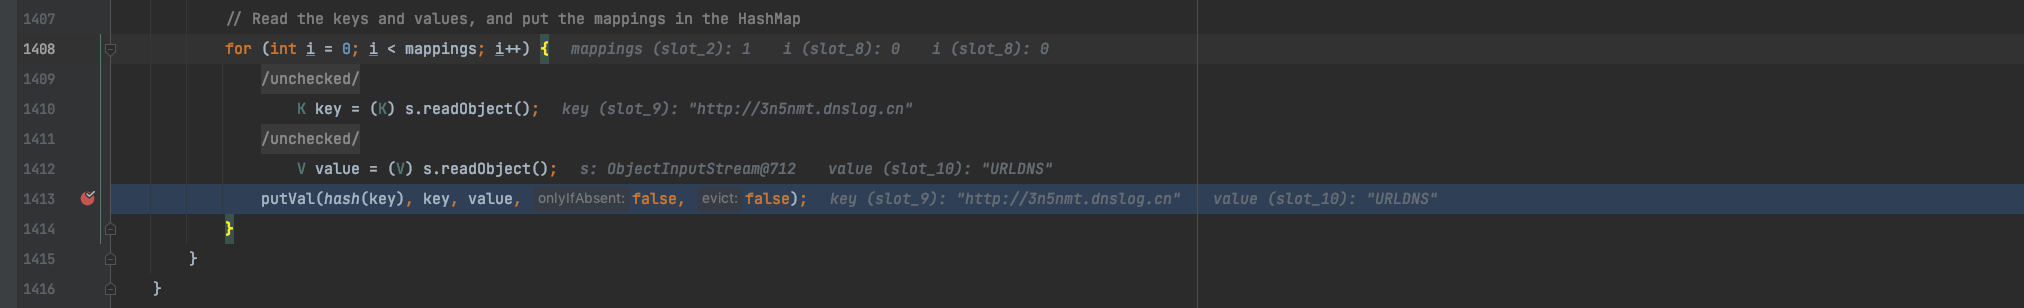 1407 // Read the keys and values, and put the mappings in the HashMap
1408 for (int i = 0; i < mappings; i++) { mappings (slot_2): 1 i (slot_8): 0 i (slot_8): 0
1409 /unchecked/
1410 K key = (K) s.readObject(); key (slot_9): "http://3n5nmt.dnslog.cn"
1411 /unchecked/
1412 V value = (V) s.readObject(); s: ObjectInputStream@712 value (slot_10): "URLDNS"
1413 putVal(hash(key), key, value, onlyIfAbsent: false, evict: false); key (slot_9): "http://3n5nmt.dnslog.cn" value (slot_10): "URLDNS"
1414 }
1415 }
1416 }